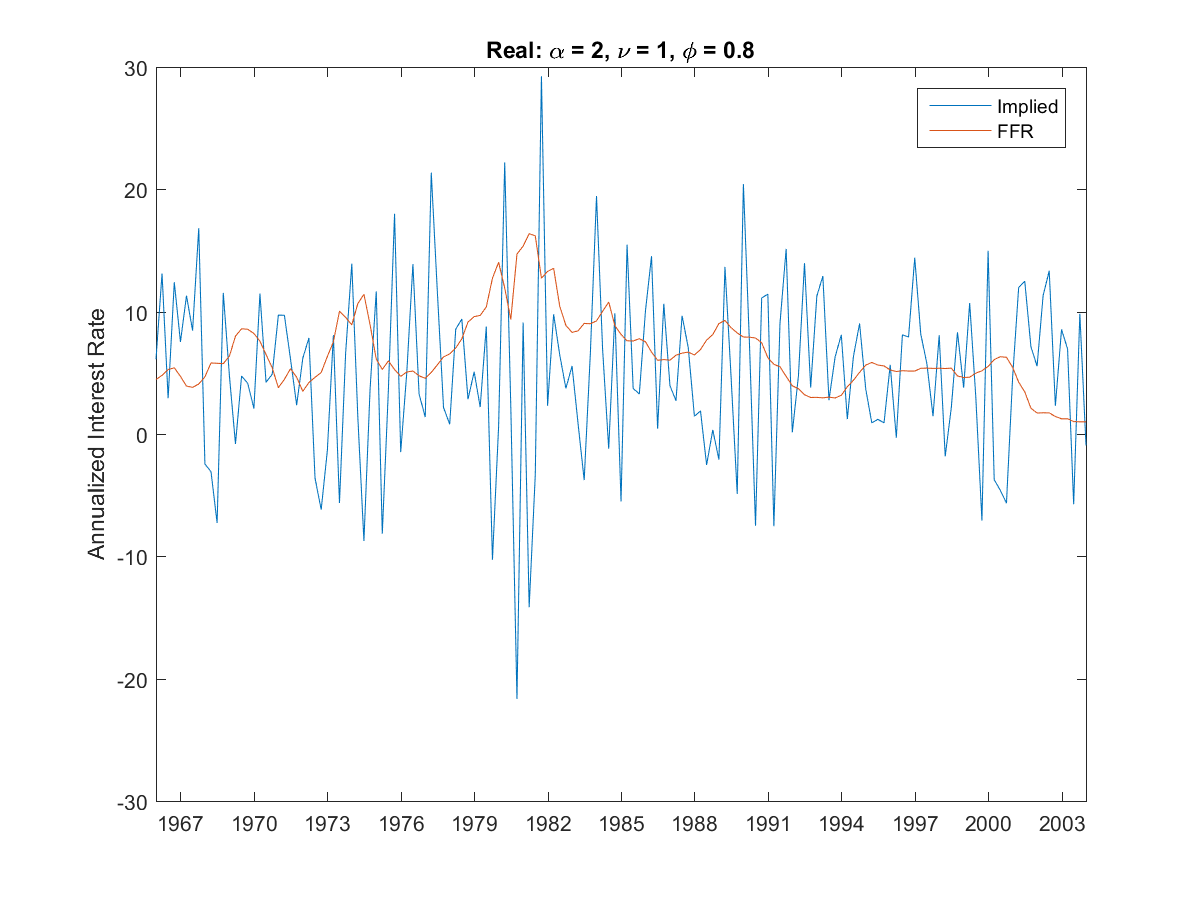 Real: α = 2, ν = 1, ϕ = 0.8
Implied
FFR
Annualized Interest Rate
30
20
10
0
-10
-20
-30
1967 1970 1973 1976 1979 1982 1985 1988 1991 1994 1997 2000 2003